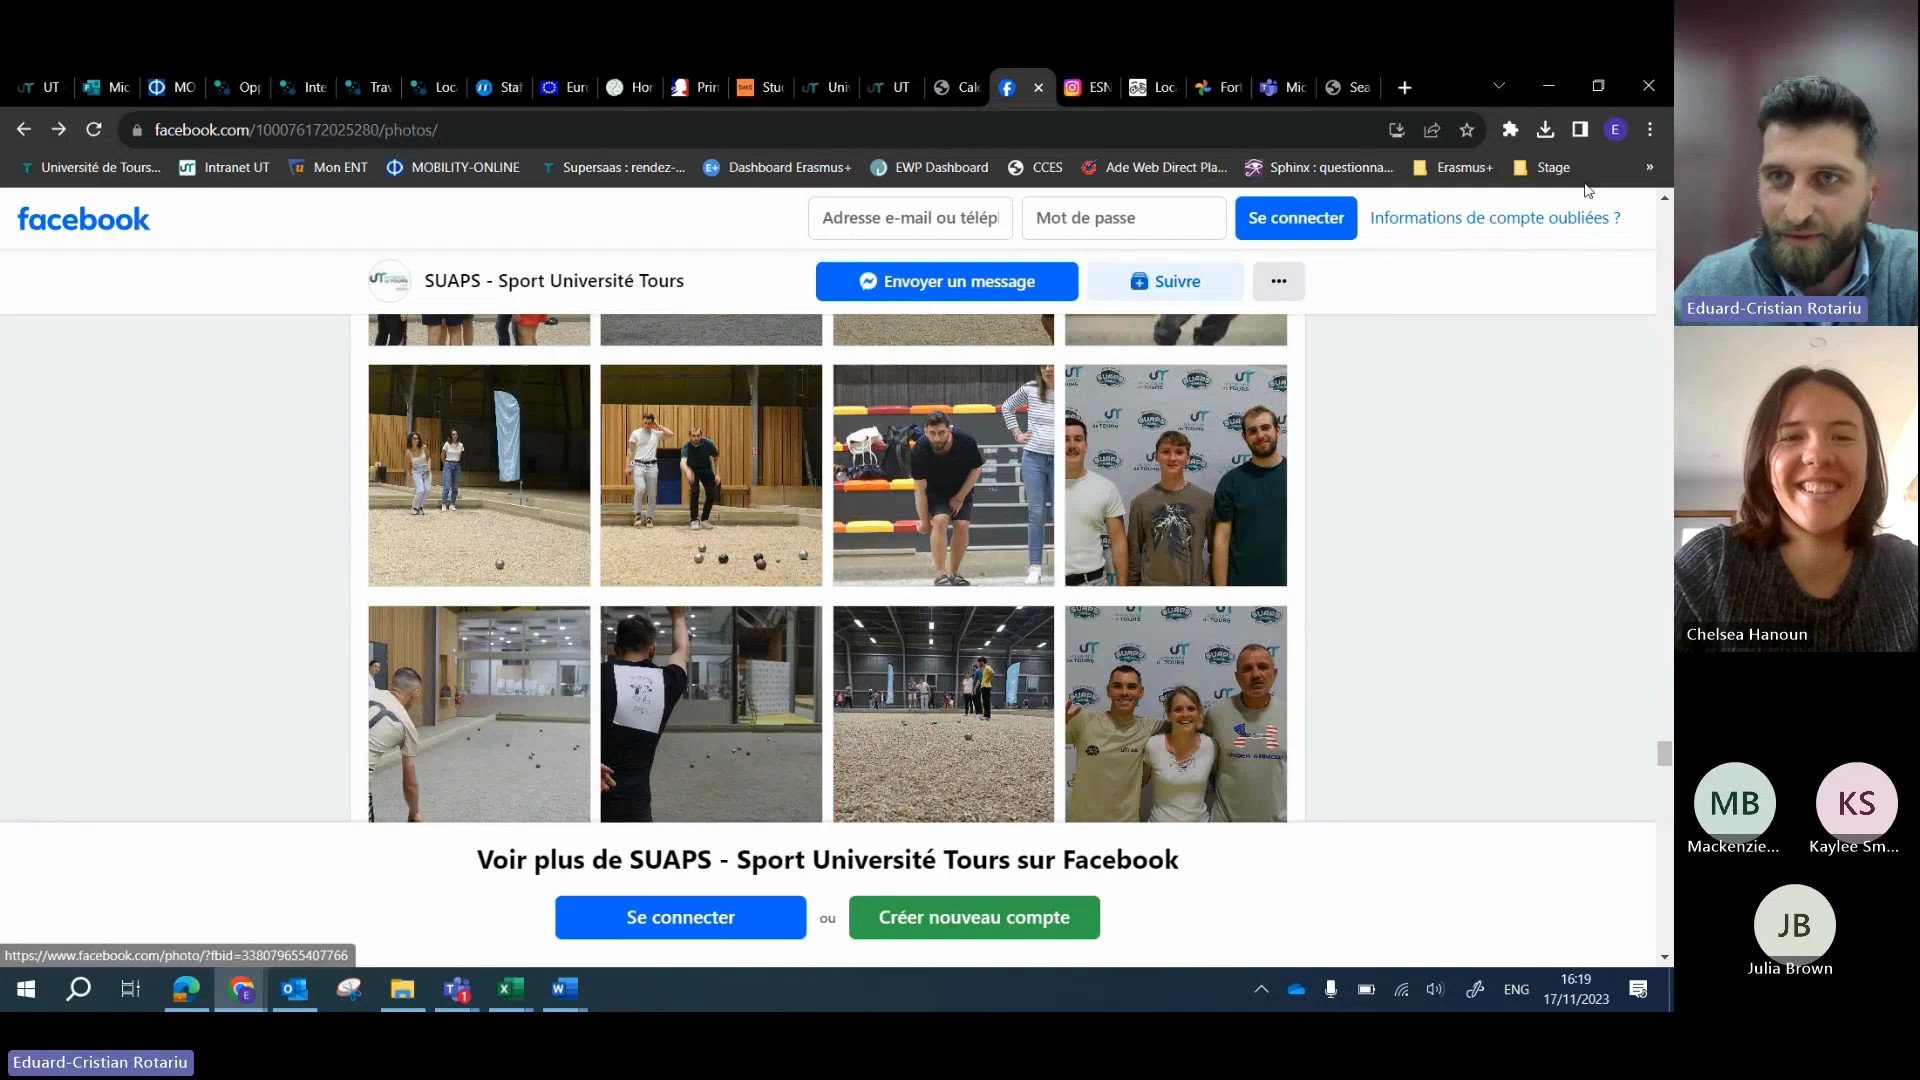 UT Mic MO Opp Inte Trav Loc Staf Euro Hor Prin Stuc Uni UT Calc ESN Loc Fort Mic Sea
facebook.com/100076172025280/photos/
E
Université de Tours... Intranet UT Mon ENT MOBILITY-ONLINE Supersaas : rendez-... Dashboard Erasmus+ EWP Dashboard CCES Ade Web Direct Pla... Sphinx : questionna... Erasmus+ Stage »
facebook
Adresse e-mail ou télép Mot de passe Se connecter Informations de compte oubliées ?
SUAPS - Sport Université Tours Envoyer un message Suivre
Eduard-Cristian Rotariu
Chelsea Hanoun
UNDER ARMOUR
MB KS
Mackenzie... Kaylee Sm...
Voir plus de SUAPS - Sport Université Tours sur Facebook
Se connecter ou Créer nouveau compte
JB
Julia Brown
https://www.facebook.com/photo/?fbid=338079655407766
ENG 16:19
17/11/2023
Eduard-Cristian Rotariu